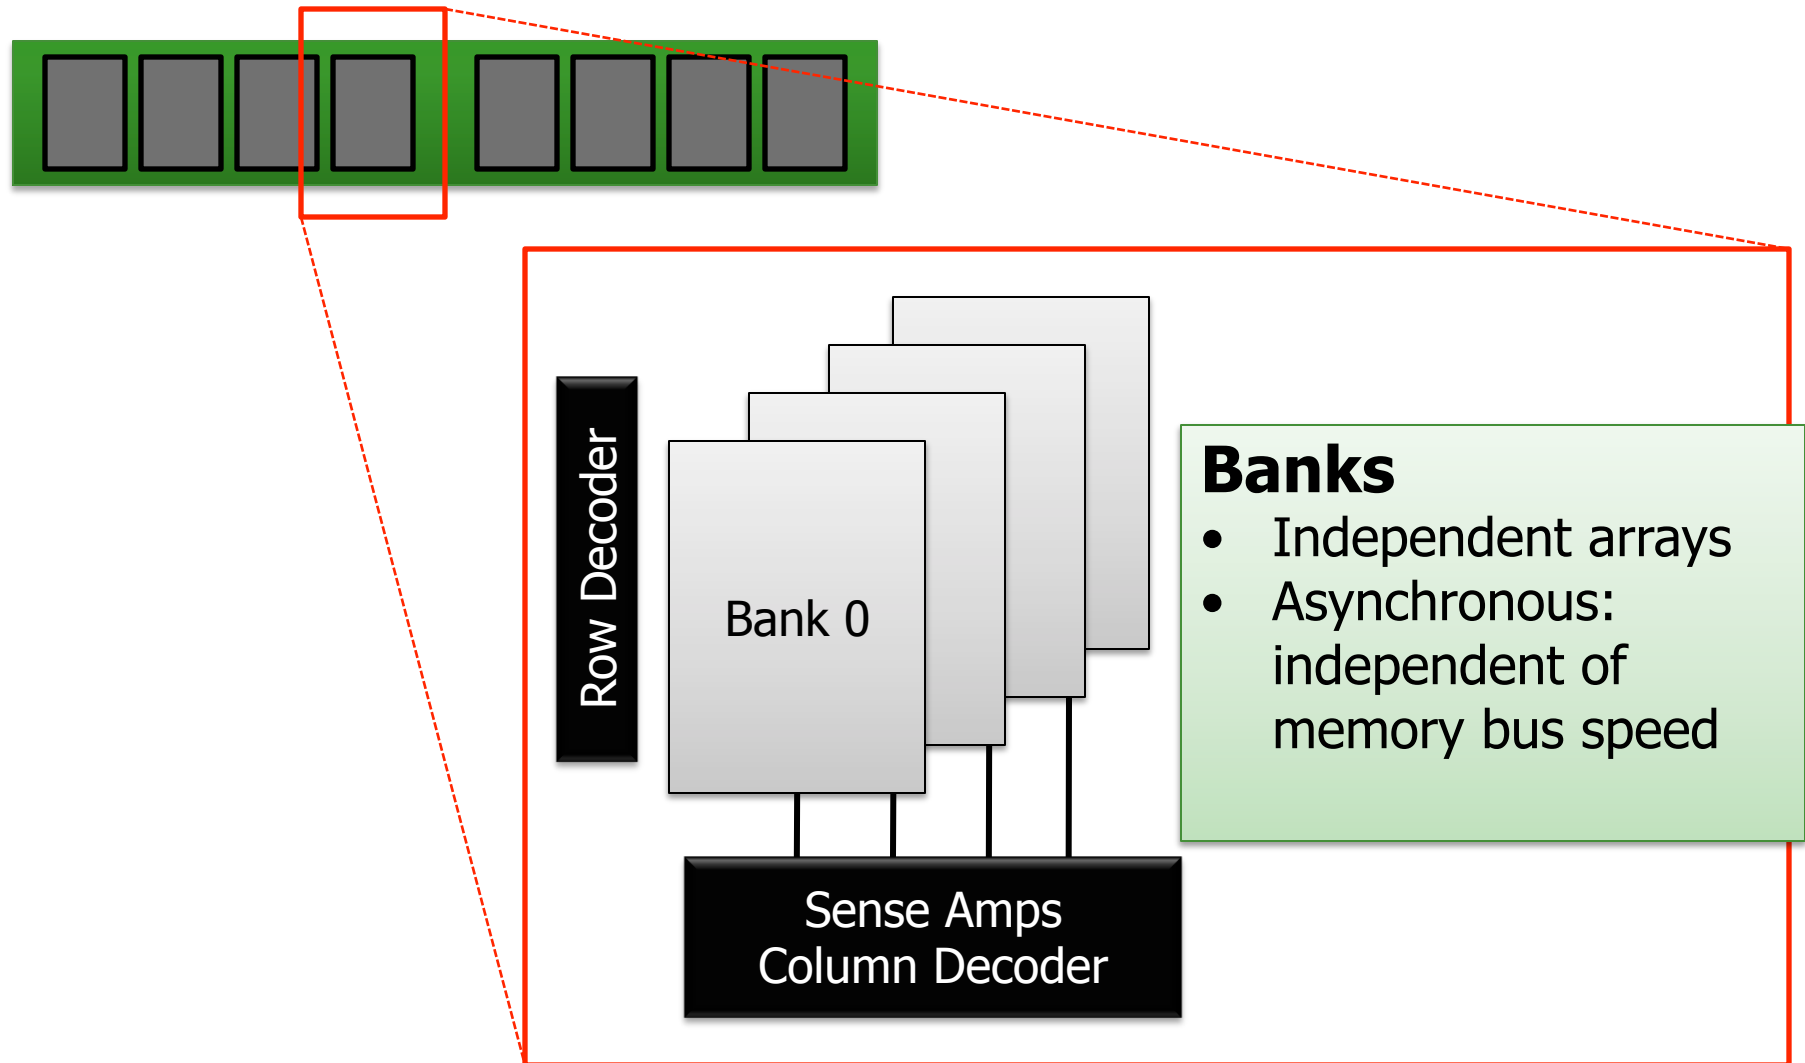 Row Decoder
Bank 0
Sense Amps
Column Decoder
Banks
• Independent arrays
• Asynchronous:
independent of
memory bus speed